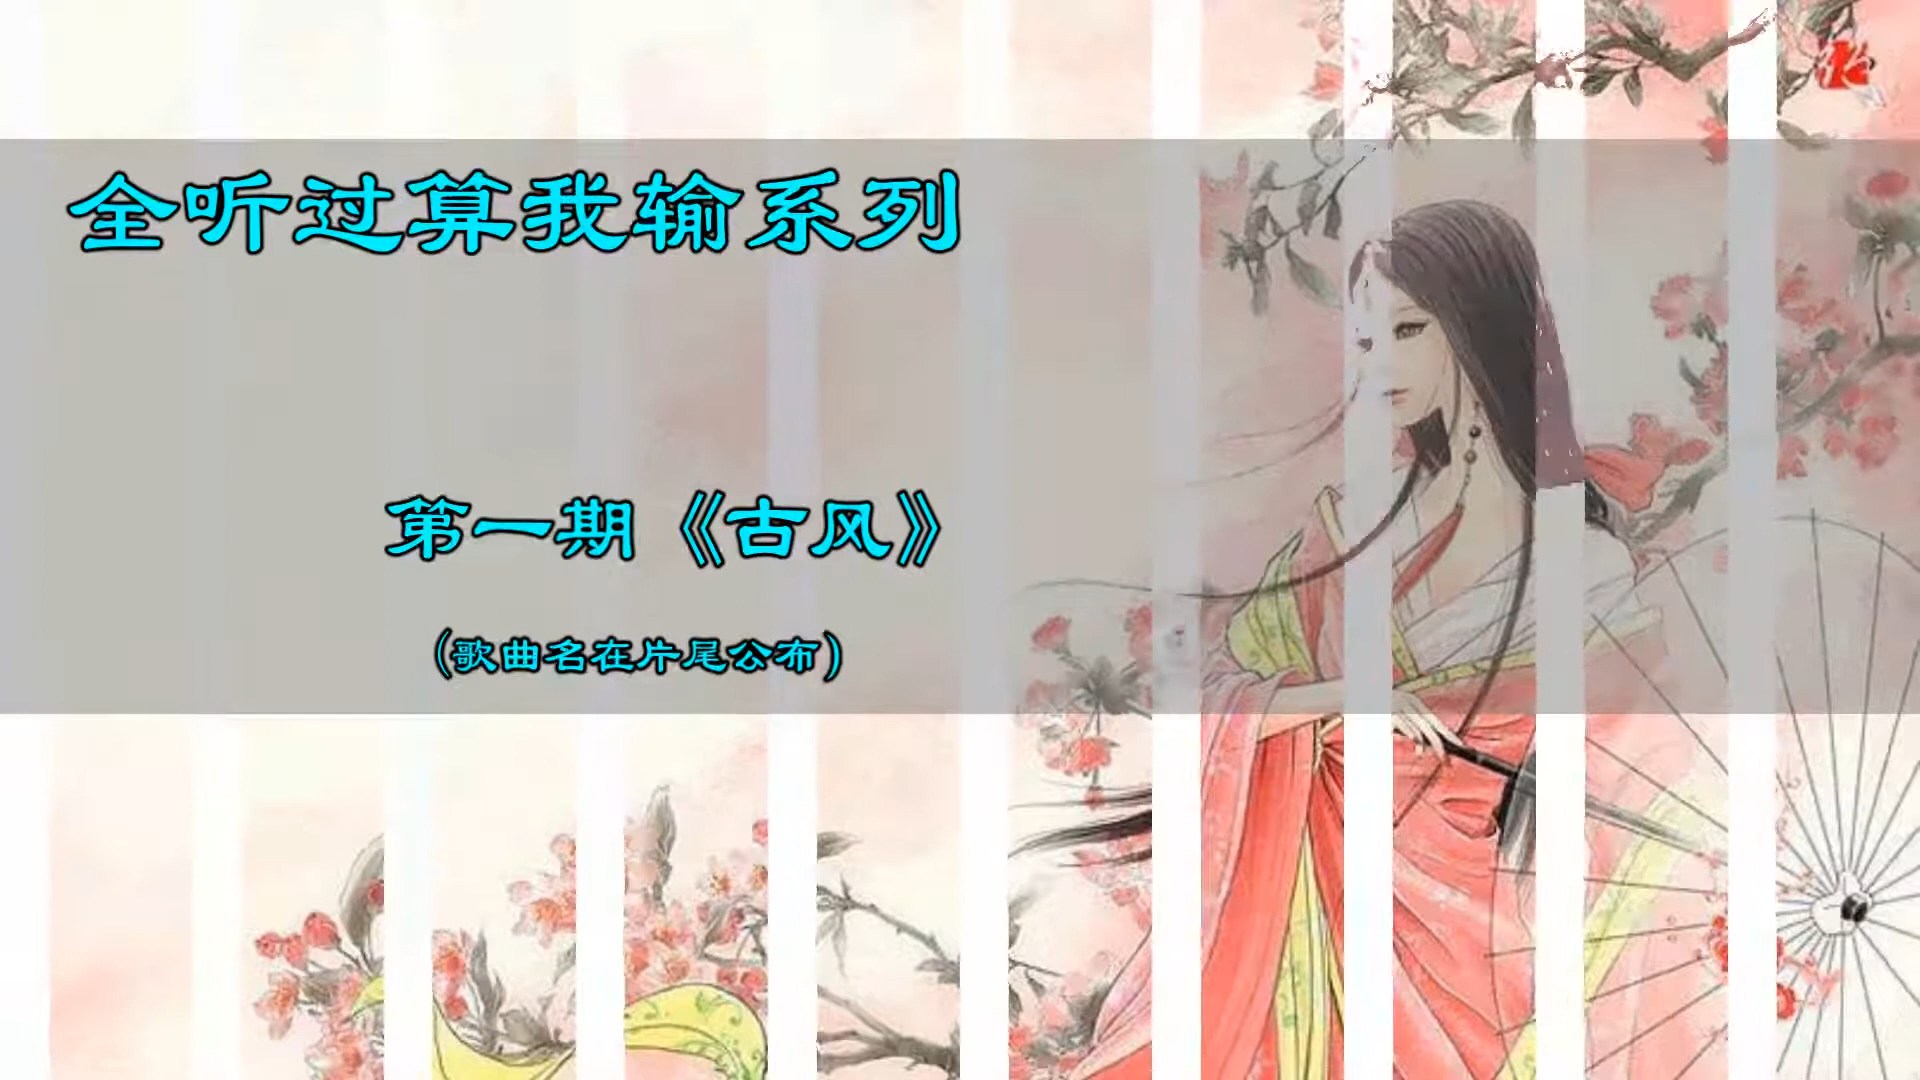 全听过算我输系列
第一期《古风》
(歌曲名在片尾公布)